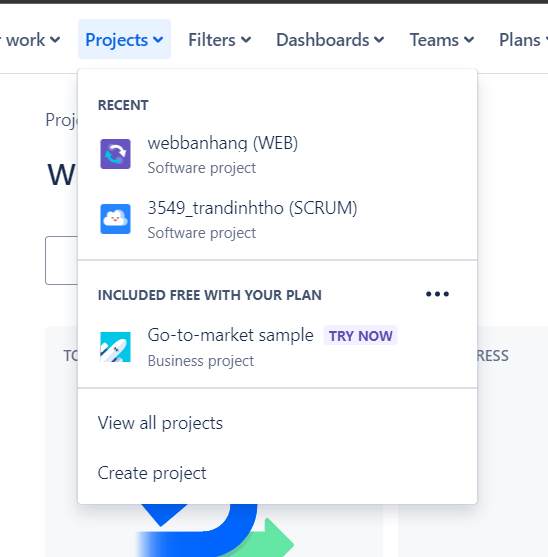 work
Projects
Filters
Dashboards
Teams
Plans
RECENT
webbanhang (WEB)
Software project
3549_trandinhtho (SCRUM)
Software project
INCLUDED FREE WITH YOUR PLAN
Go-to-market sample TRY NOW
Business project
View all projects
Create project